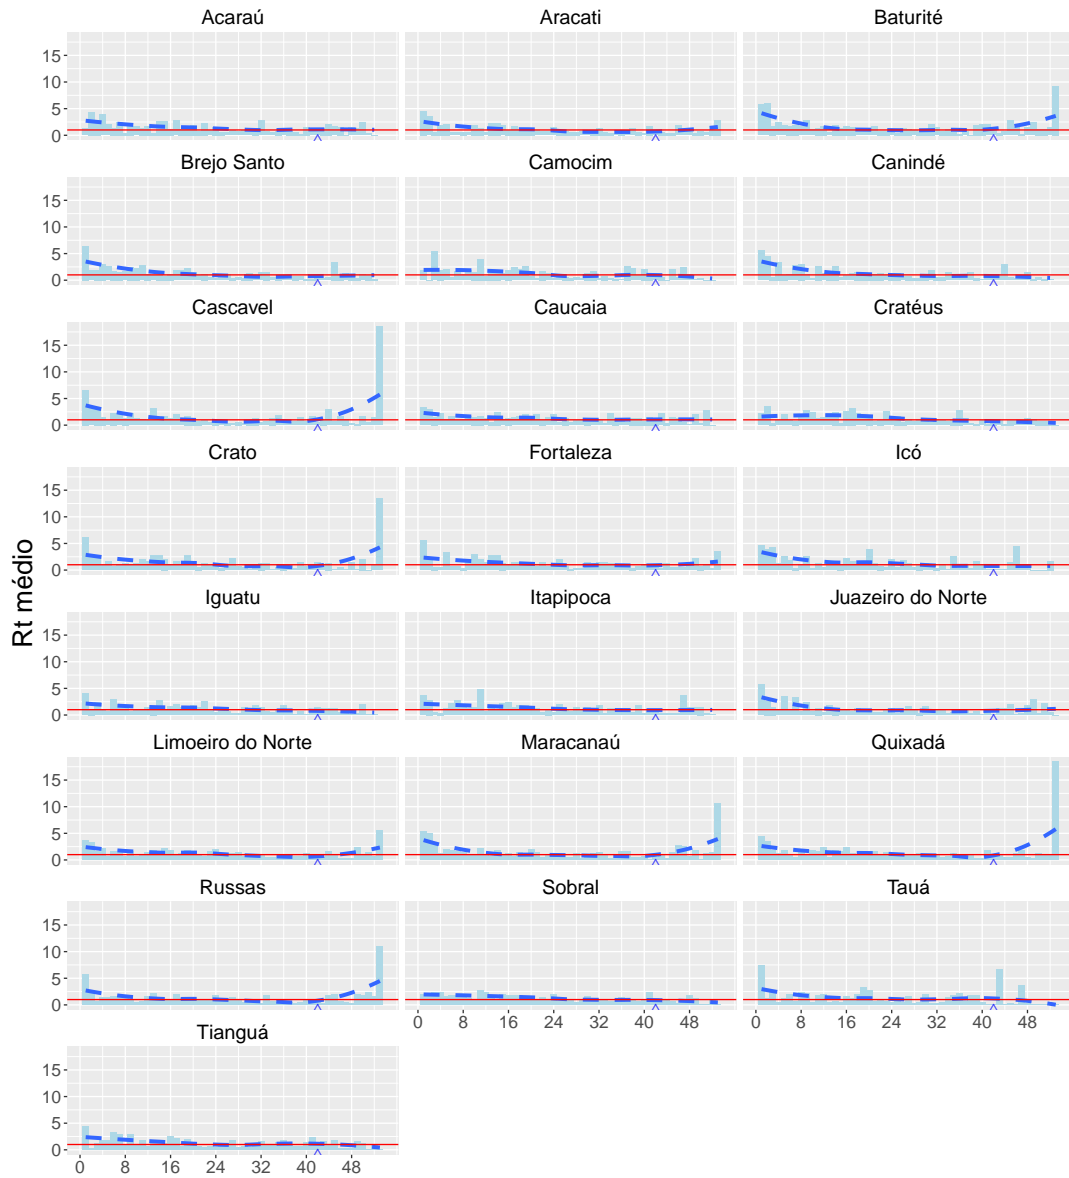 Acaraú Aracati Baturité
15
10
5
0
Brejo Santo Camocim Canindé
15
10
5
0
Cascavel Caucaia Cratéus
15
10
5
0
Crato Fortaleza Icó
15
10
5
0
Rt médio
Iguatu Itapipoca Juazeiro do Norte
15
10
5
0
Limoeiro do Norte Maracanaú Quixadá
15
10
5
0
Russas Sobral Tauá
15
10
5
0
0 8 16 24 32 40 48 0 8 16 24 32 40 48
Tianguá
15
10
5
0
0 8 16 24 32 40 48